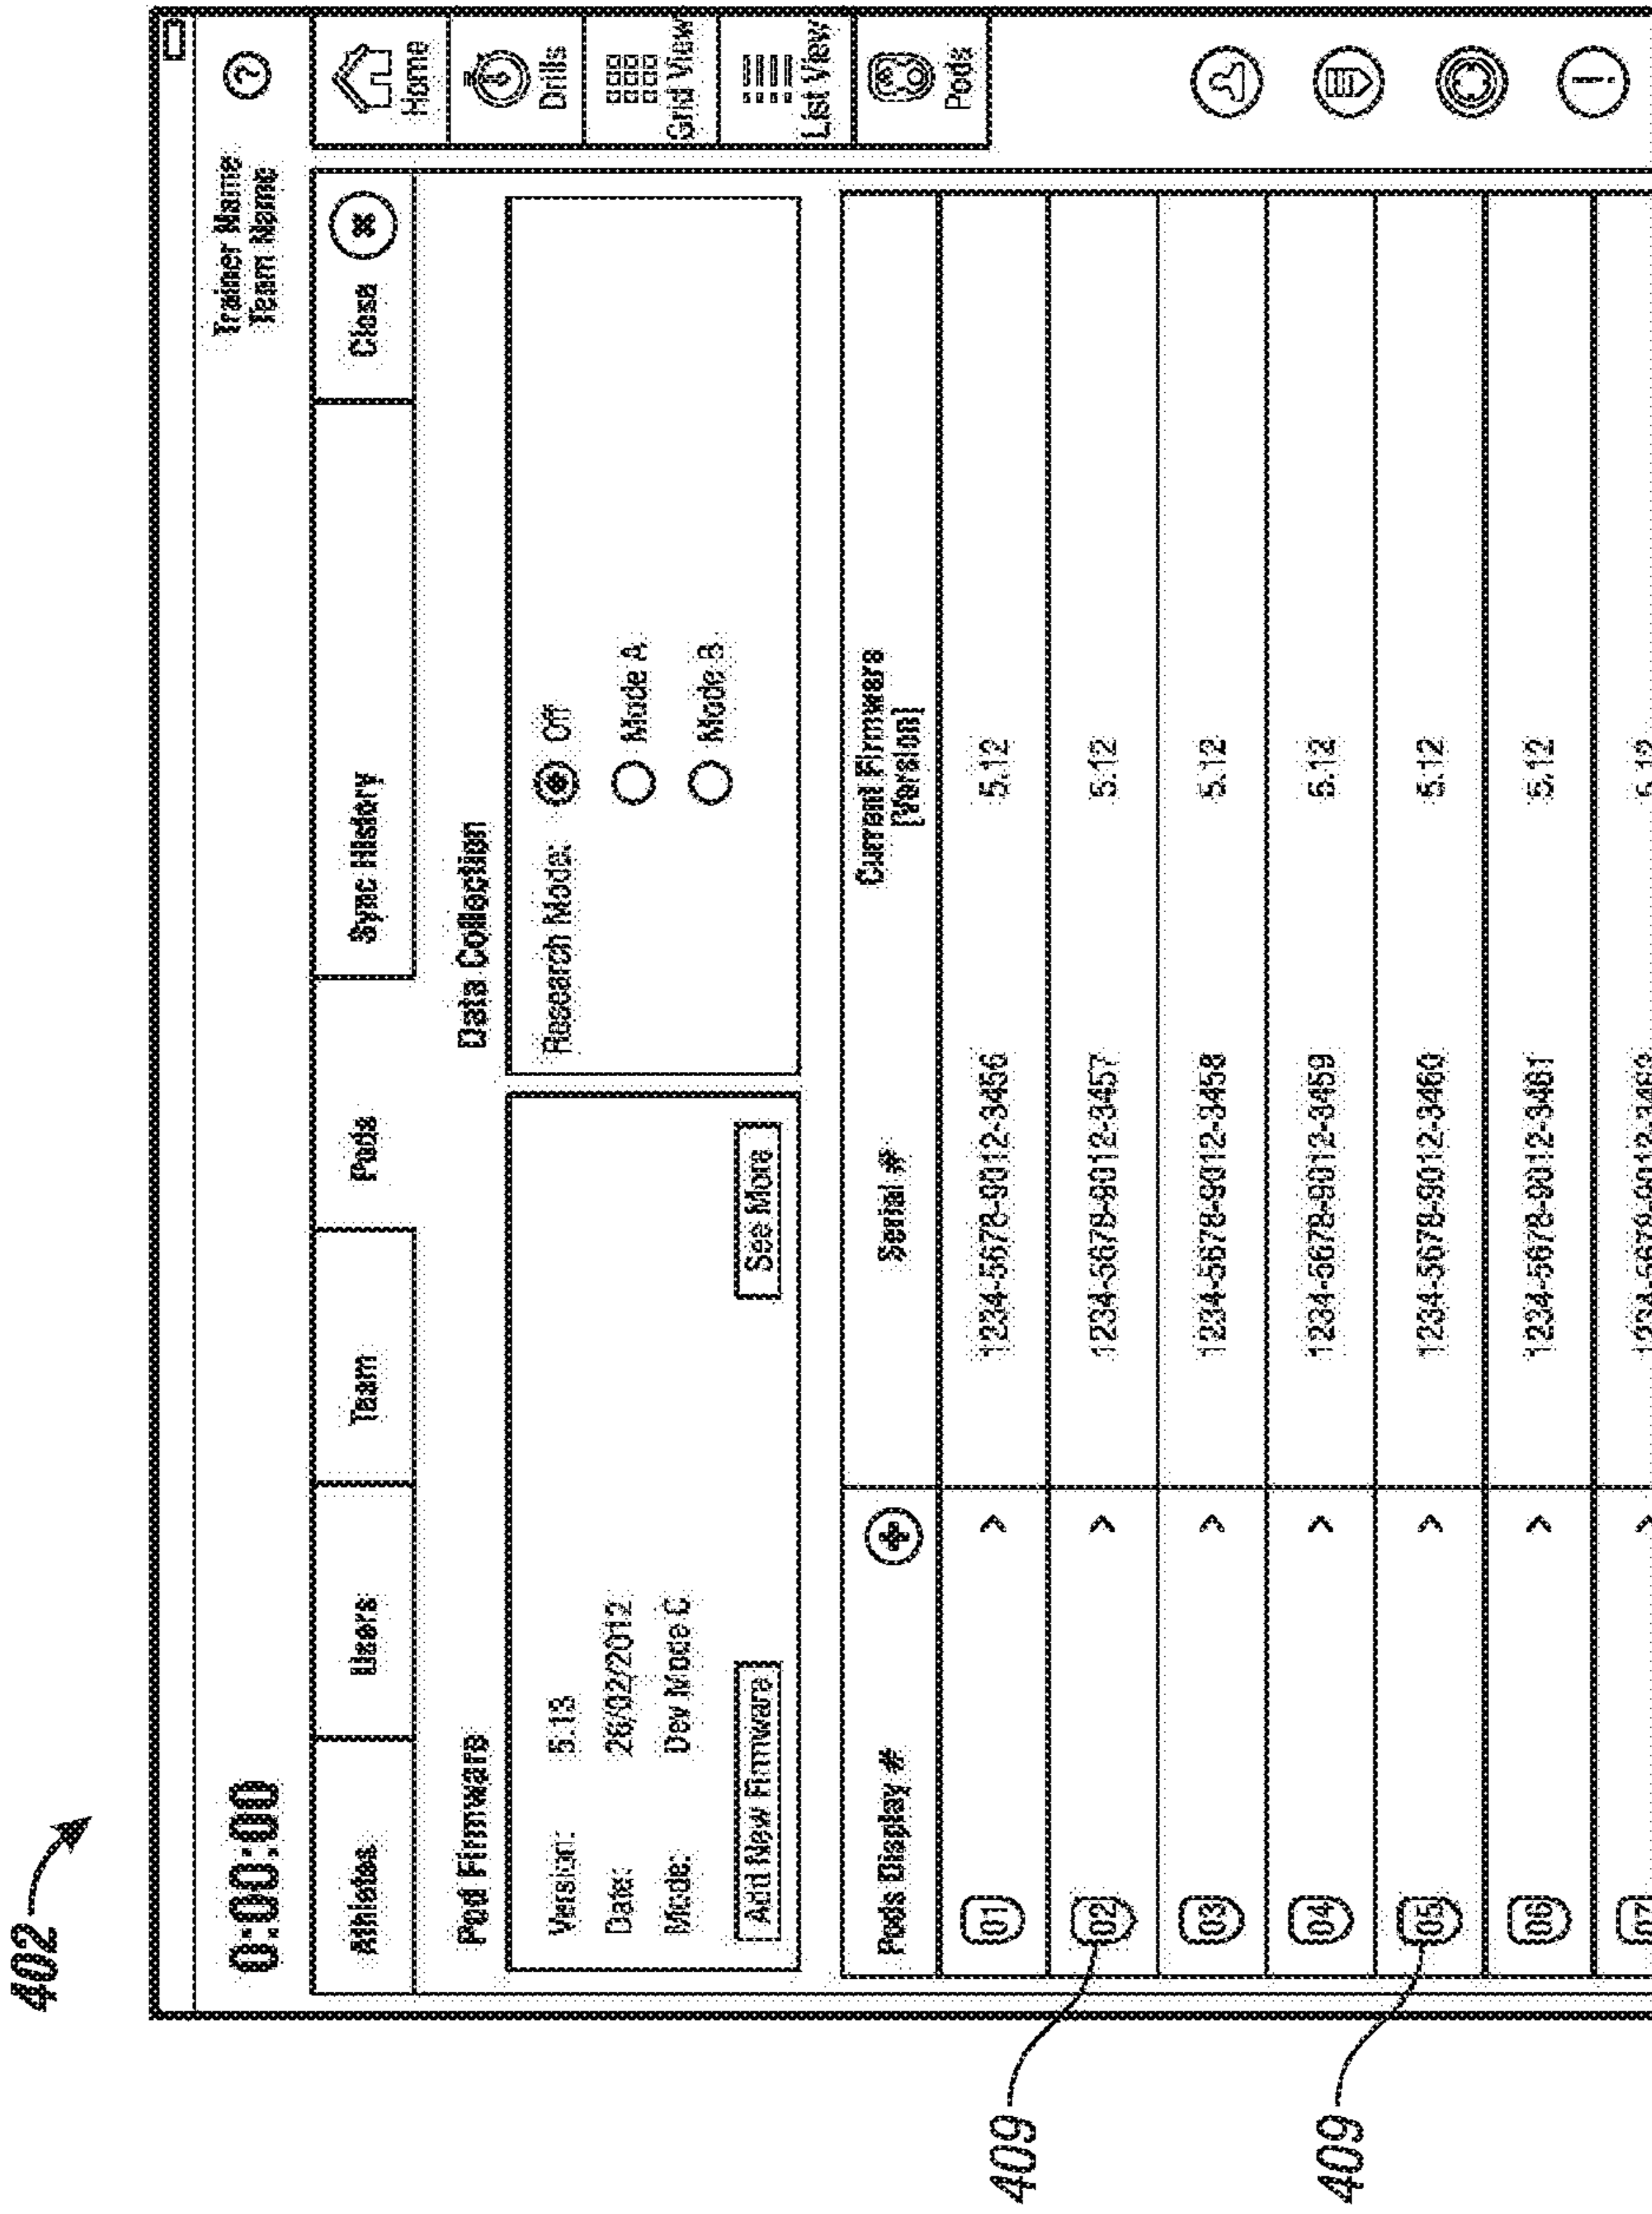 402
0:00:00
Trainer Name
Team Name
?
Athletes
Users
Team
Pods
Sync History
Close
Home
Drills
Grid View
List View
Pods
Pod Firmware
Version: 5.13
Date: 28/02/2012
Mode: Dev Mode C
Add New Firmware
See More
Data Collection
Research Mode: Off
Mode A
Mode B
Pods Display #
Serial #
Current Firmware
[Version]
01 > 1234-5678-9012-3456 5.12
02 > 1234-5678-9012-3457 5.12
03 > 1234-5678-9012-3458 5.12
04 > 1234-5678-9012-3459 5.12
05 > 1234-5678-9012-3460 5.12
06 > 1234-5678-9012-3461 5.12
07
409
409